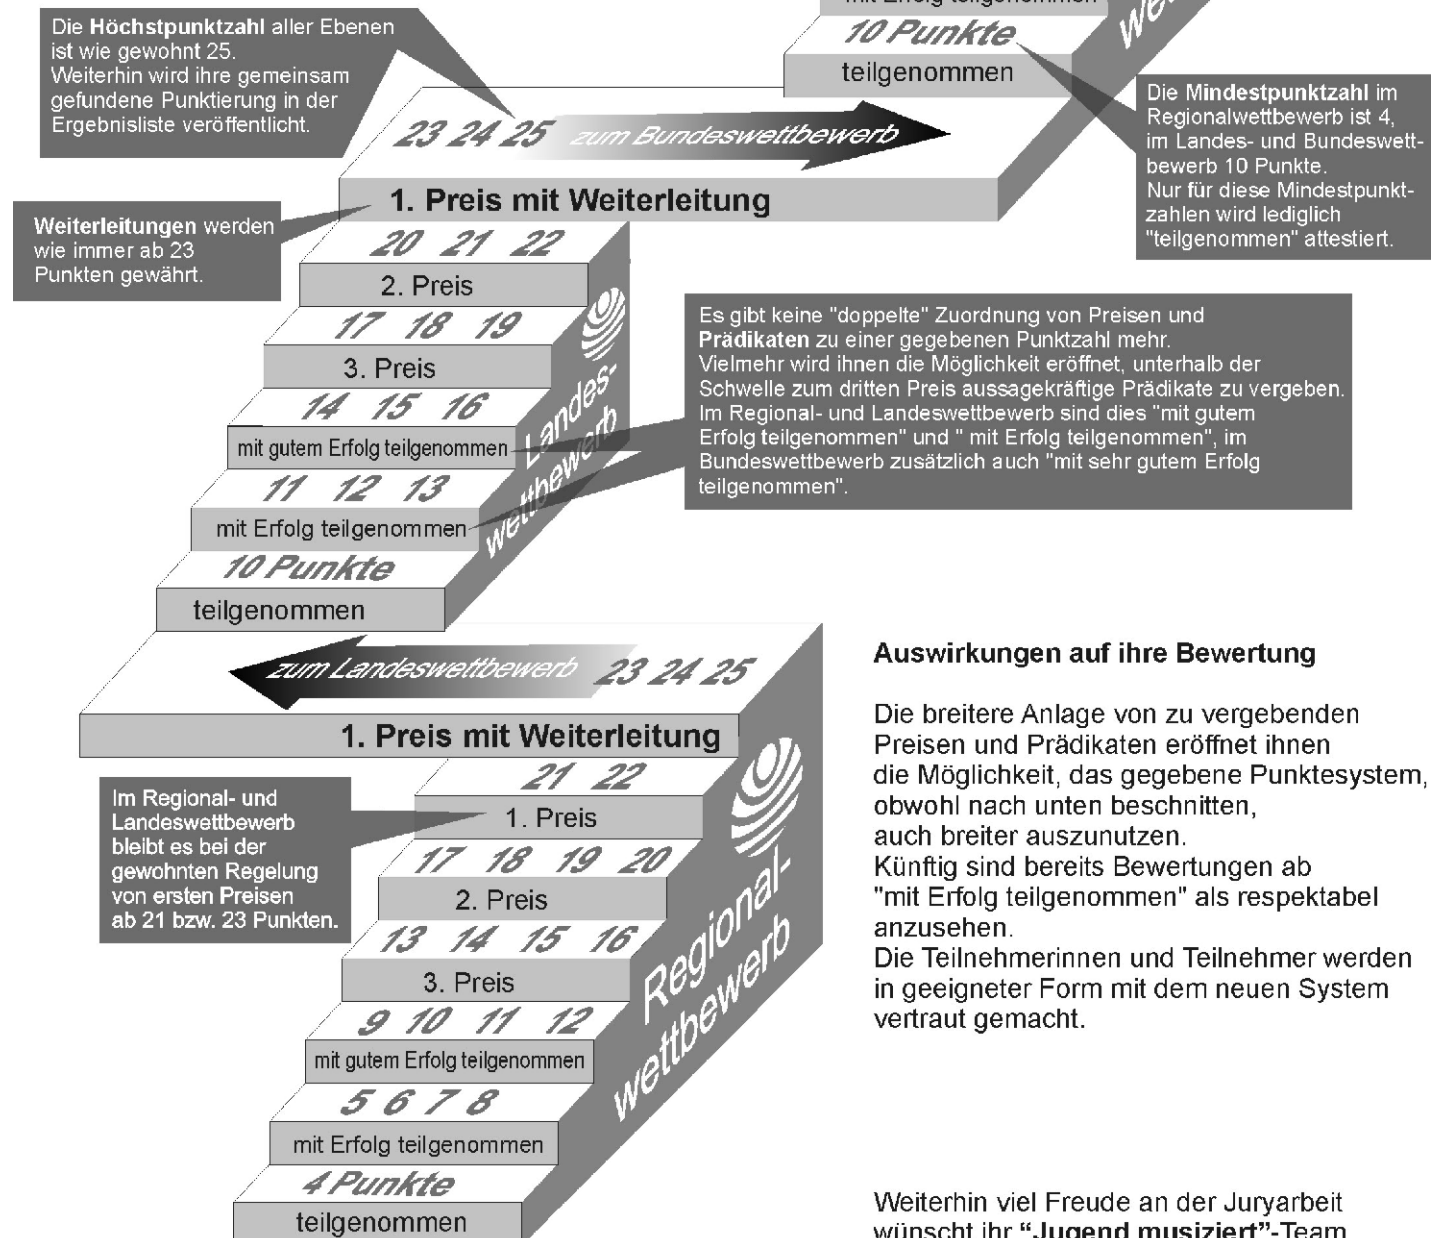 Die Höchstpunktzahl aller Ebenen
ist wie gewohnt 25.
Weiterhin wird ihre gemeinsam
gefundene Punktierung in der
Ergebnisliste veröffentlicht.
mit Erfolg teilgenommen
10 Punkte
teilgenommen
Die Mindestpunktzahl im
Regionalwettbewerb ist 4,
im Landes- und Bundeswett-
bewerb 10 Punkte.
Nur für diese Mindestpunkt-
zahlen wird lediglich
"teilgenommen" attestiert.
23 24 25 zum Bundeswettbewerb
1. Preis mit Weiterleitung
Weiterleitungen werden
wie immer ab 23
Punkten gewährt.
20 21 22
2. Preis
17 18 19
3. Preis
14 15 16
mit gutem Erfolg teilgenommen
11 12 13
mit Erfolg teilgenommen
10 Punkte
teilgenommen
Landes-
wettbewerb
Es gibt keine "doppelte" Zuordnung von Preisen und
Prädikaten zu einer gegebenen Punktzahl mehr.
Vielmehr wird ihnen die Möglichkeit eröffnet, unterhalb der
Schwelle zum dritten Preis aussagekräftige Prädikate zu vergeben.
Im Regional- und Landeswettbewerb sind dies "mit gutem
Erfolg teilgenommen" und " mit Erfolg teilgenommen", im
Bundeswettbewerb zusätzlich auch "mit sehr gutem Erfolg
teilgenommen".
zum Landeswettbewerb 23 24 25
1. Preis mit Weiterleitung
Im Regional- und
Landeswettbewerb
bleibt es bei der
gewohnten Regelung
von ersten Preisen
ab 21 bzw. 23 Punkten.
21 22
1. Preis
17 18 19 20
2. Preis
13 14 15 16
3. Preis
9 10 11 12
mit gutem Erfolg teilgenommen
5 6 7 8
mit Erfolg teilgenommen
4 Punkte
teilgenommen
Regional-
wettbewerb
Auswirkungen auf ihre Bewertung
Die breitere Anlage von zu vergebenden
Preisen und Prädikaten eröffnet ihnen
die Möglichkeit, das gegebene Punktesystem,
obwohl nach unten beschnitten,
auch breiter auszunutzen.
Künftig sind bereits Bewertungen ab
"mit Erfolg teilgenommen" als respektabel
anzusehen.
Die Teilnehmerinnen und Teilnehmer werden
in geeigneter Form mit dem neuen System
vertraut gemacht.
Weiterhin viel Freude an der Juryarbeit
wünscht ihr “Jugend musiziert”-Team